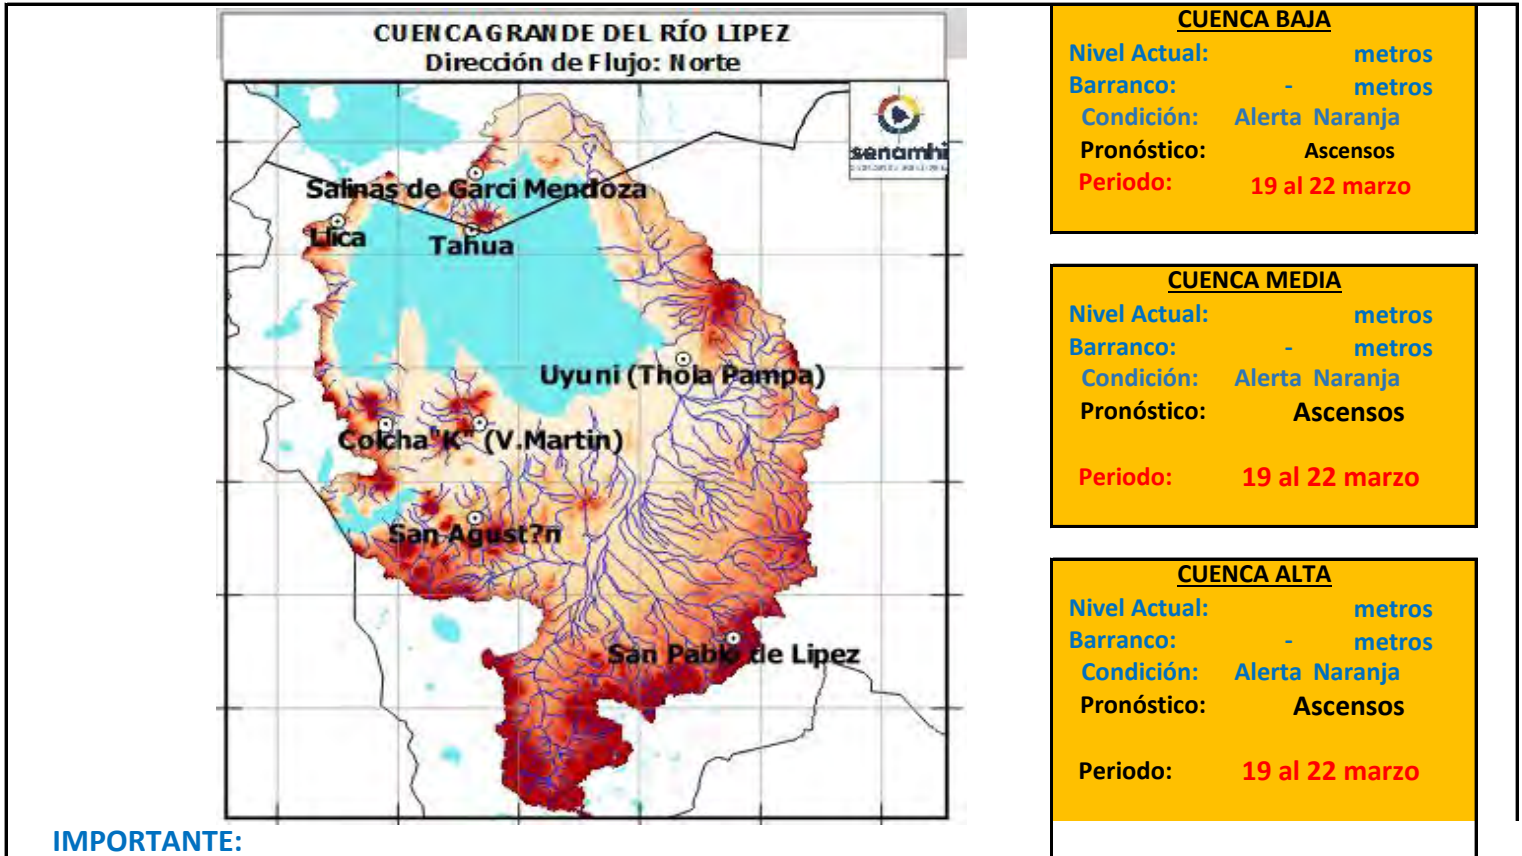 CUENCA GRANDE DEL RÍO LIPEZ
Dirección de Flujo: Norte
senamhi
Salinas de Garci Mendoza
Llica
Tahua
Uyuni (Thola Pampa)
Colcha"K" (V.Martin)
San Agust?n
San Pablo de Lipez
CUENCA BAJA
Nivel Actual: metros
Barranco: - metros
Condición: Alerta Naranja
Pronóstico: Ascensos
Periodo: 19 al 22 marzo
CUENCA MEDIA
Nivel Actual: metros
Barranco: - metros
Condición: Alerta Naranja
Pronóstico: Ascensos
Periodo: 19 al 22 marzo
CUENCA ALTA
Nivel Actual: metros
Barranco: - metros
Condición: Alerta Naranja
Pronóstico: Ascensos
Periodo: 19 al 22 marzo
IMPORTANTE: